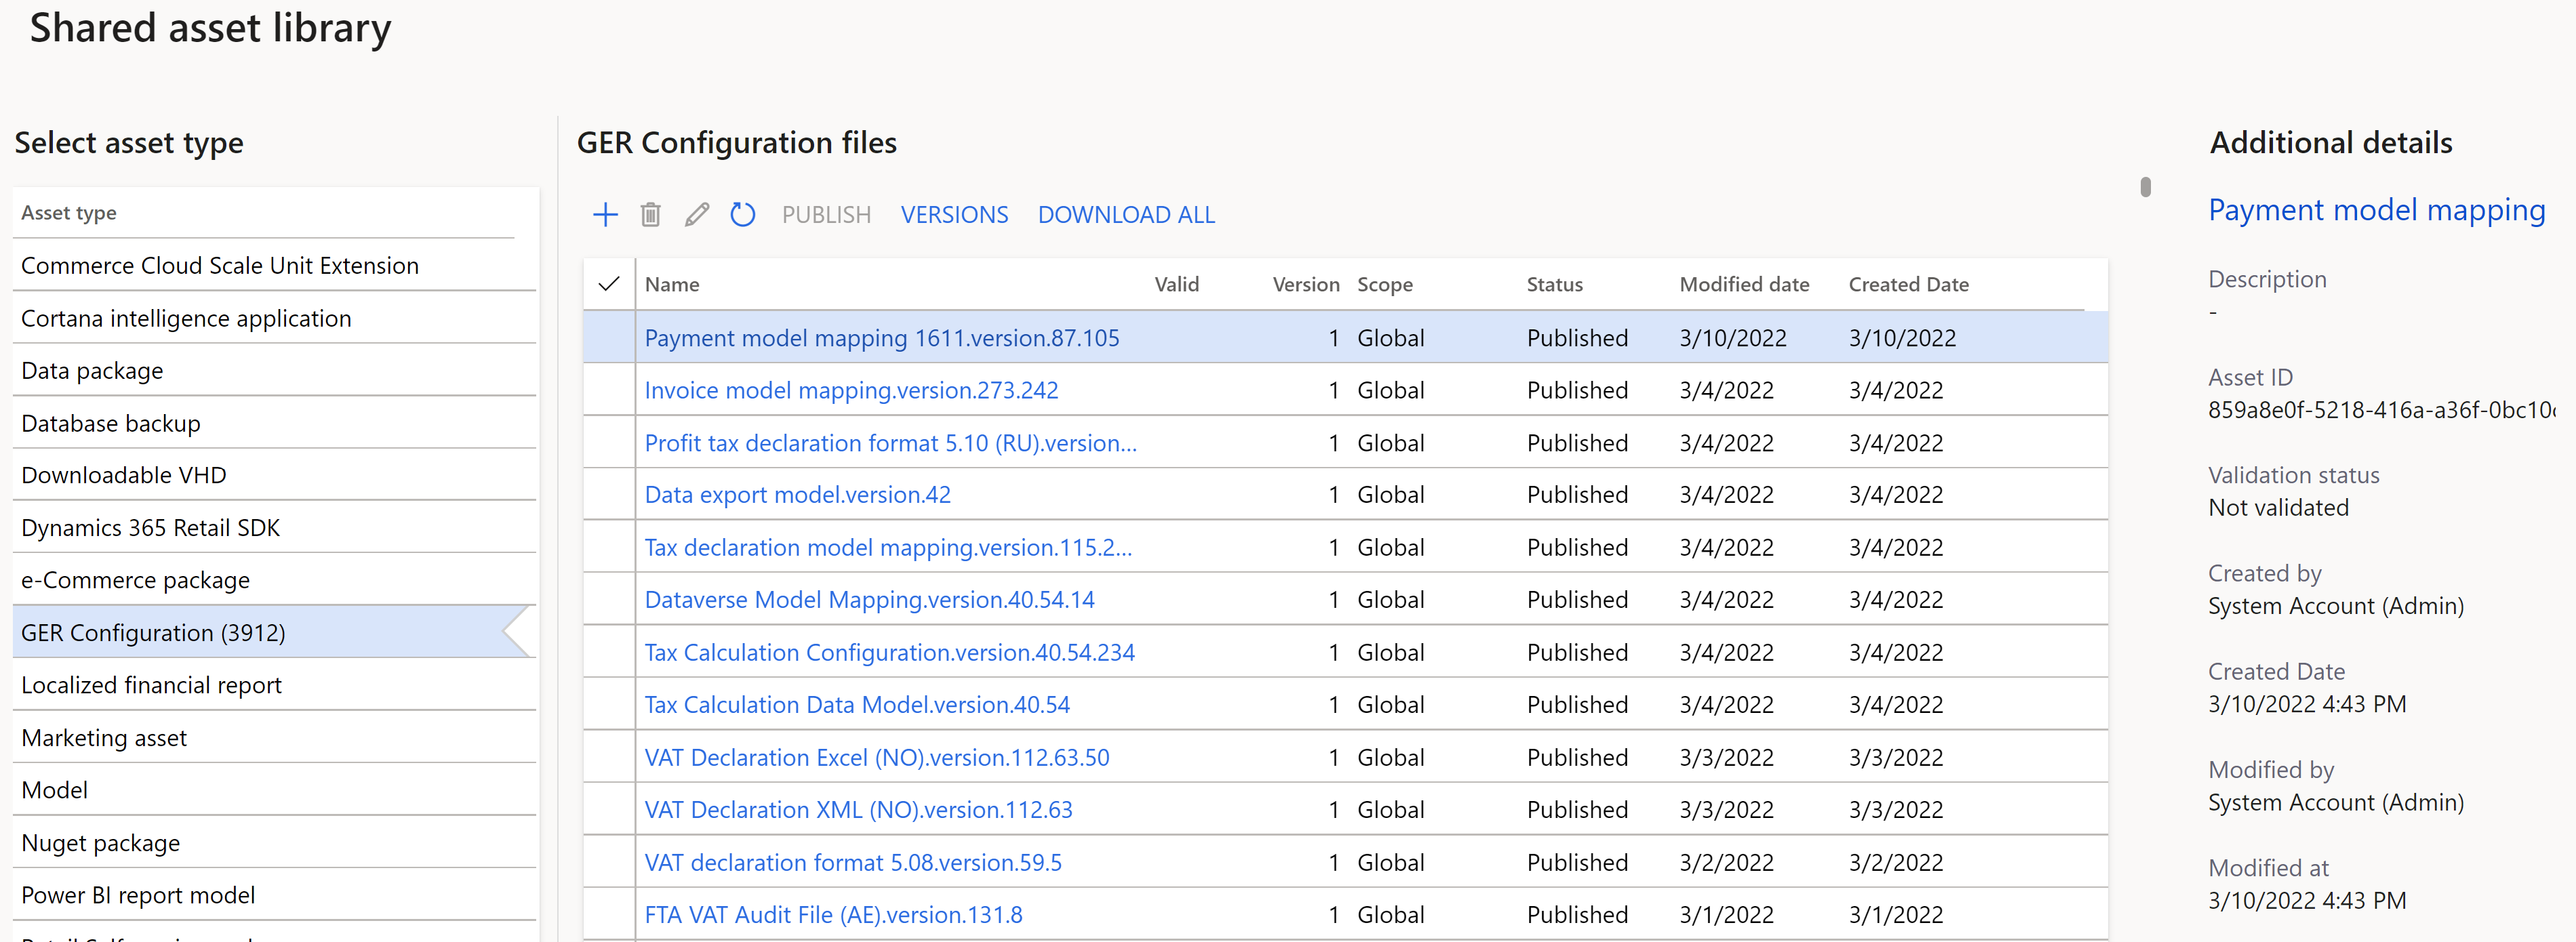 Shared asset library
Select asset type
Asset type
Commerce Cloud Scale Unit Extension
Cortana intelligence application
Data package
Database backup
Downloadable VHD
Dynamics 365 Retail SDK
e-Commerce package
GER Configuration (3912)
Localized financial report
Marketing asset
Model
Nuget package
Power BI report model
GER Configuration files
PUBLISH VERSIONS DOWNLOAD ALL
Name Valid Version Scope Status Modified date Created Date
Payment model mapping 1611.version.87.105 1 Global Published 3/10/2022 3/10/2022
Invoice model mapping.version.273.242 1 Global Published 3/4/2022 3/4/2022
Profit tax declaration format 5.10 (RU).version... 1 Global Published 3/4/2022 3/4/2022
Data export model.version.42 1 Global Published 3/4/2022 3/4/2022
Tax declaration model mapping.version.115.2... 1 Global Published 3/4/2022 3/4/2022
Dataverse Model Mapping.version.40.54.14 1 Global Published 3/4/2022 3/4/2022
Tax Calculation Configuration.version.40.54.234 1 Global Published 3/4/2022 3/4/2022
Tax Calculation Data Model.version.40.54 1 Global Published 3/4/2022 3/4/2022
VAT Declaration Excel (NO).version.112.63.50 1 Global Published 3/3/2022 3/3/2022
VAT Declaration XML (NO).version.112.63 1 Global Published 3/3/2022 3/3/2022
VAT declaration format 5.08.version.59.5 1 Global Published 3/2/2022 3/2/2022
FTA VAT Audit File (AE).version.131.8 1 Global Published 3/1/2022 3/1/2022
Additional details
Payment model mapping
Description
-
Asset ID
859a8e0f-5218-416a-a36f-0bc10
Validation status
Not validated
Created by
System Account (Admin)
Created Date
3/10/2022 4:43 PM
Modified by
System Account (Admin)
Modified at
3/10/2022 4:43 PM